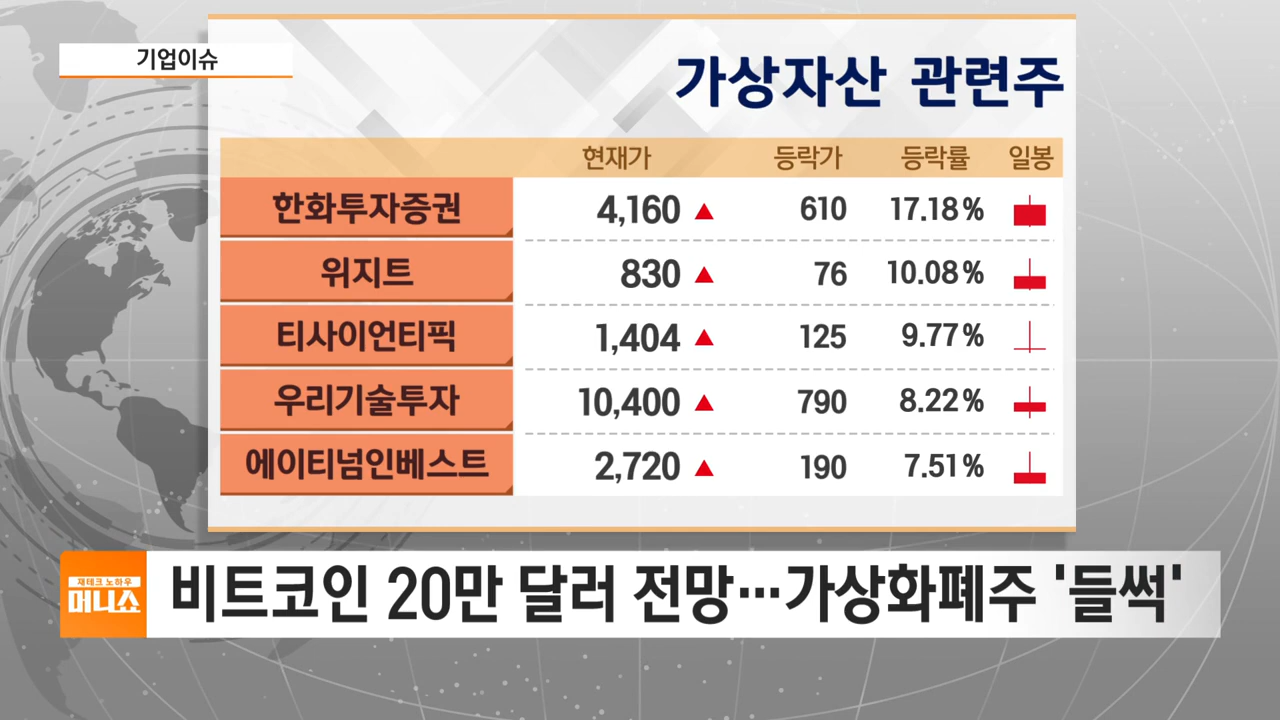 기업이슈
가상자산 관련주
현재가 등락가 등락률 일봉
한화투자증권 4,160 ▲ 610 17.18%
위지트 830 ▲ 76 10.08%
티사이언티픽 1,404 ▲ 125 9.77%
우리기술투자 10,400 ▲ 790 8.22%
에이티넘인베스트 2,720 ▲ 190 7.51%
재테크 노하우
머니쇼
비트코인 20만 달러 전망…가상화폐주 '들썩'